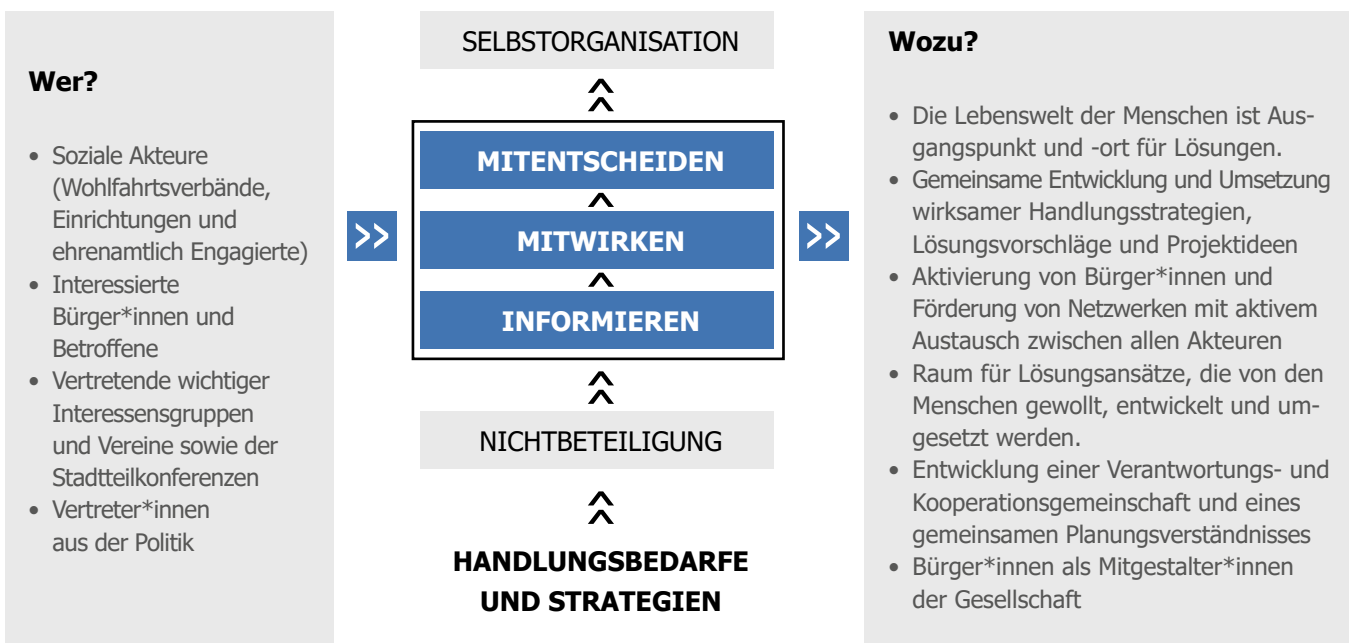 Wer?
• Soziale Akteure
(Wohlfahrtsverbände,
Einrichtungen und
ehrenamtlich Engagierte)
• Interessierte
Bürger*innen und
Betroffene
• Vertretende wichtiger
Interessensgruppen
und Vereine sowie der
Stadtteilkonferenzen
• Vertreter*innen
aus der Politik
>>
SELBSTORGANISATION
MITENTSCHEIDEN
MITWIRKEN
INFORMIEREN
NICHTBETEILIGUNG
HANDLUNGSBEDARFE
UND STRATEGIEN
>>
Wozu?
• Die Lebenswelt der Menschen ist Aus-
gangspunkt und -ort für Lösungen.
• Gemeinsame Entwicklung und Umsetzung
wirksamer Handlungsstrategien,
Lösungsvorschläge und Projektideen
• Aktivierung von Bürger*innen und
Förderung von Netzwerken mit aktivem
Austausch zwischen allen Akteuren
• Raum für Lösungsansätze, die von den
Menschen gewollt, entwickelt und um-
gesetzt werden.
• Entwicklung einer Verantwortungs- und
Kooperationsgemeinschaft und eines
gemeinsamen Planungsverständnisses
• Bürger*innen als Mitgestalter*innen
der Gesellschaft